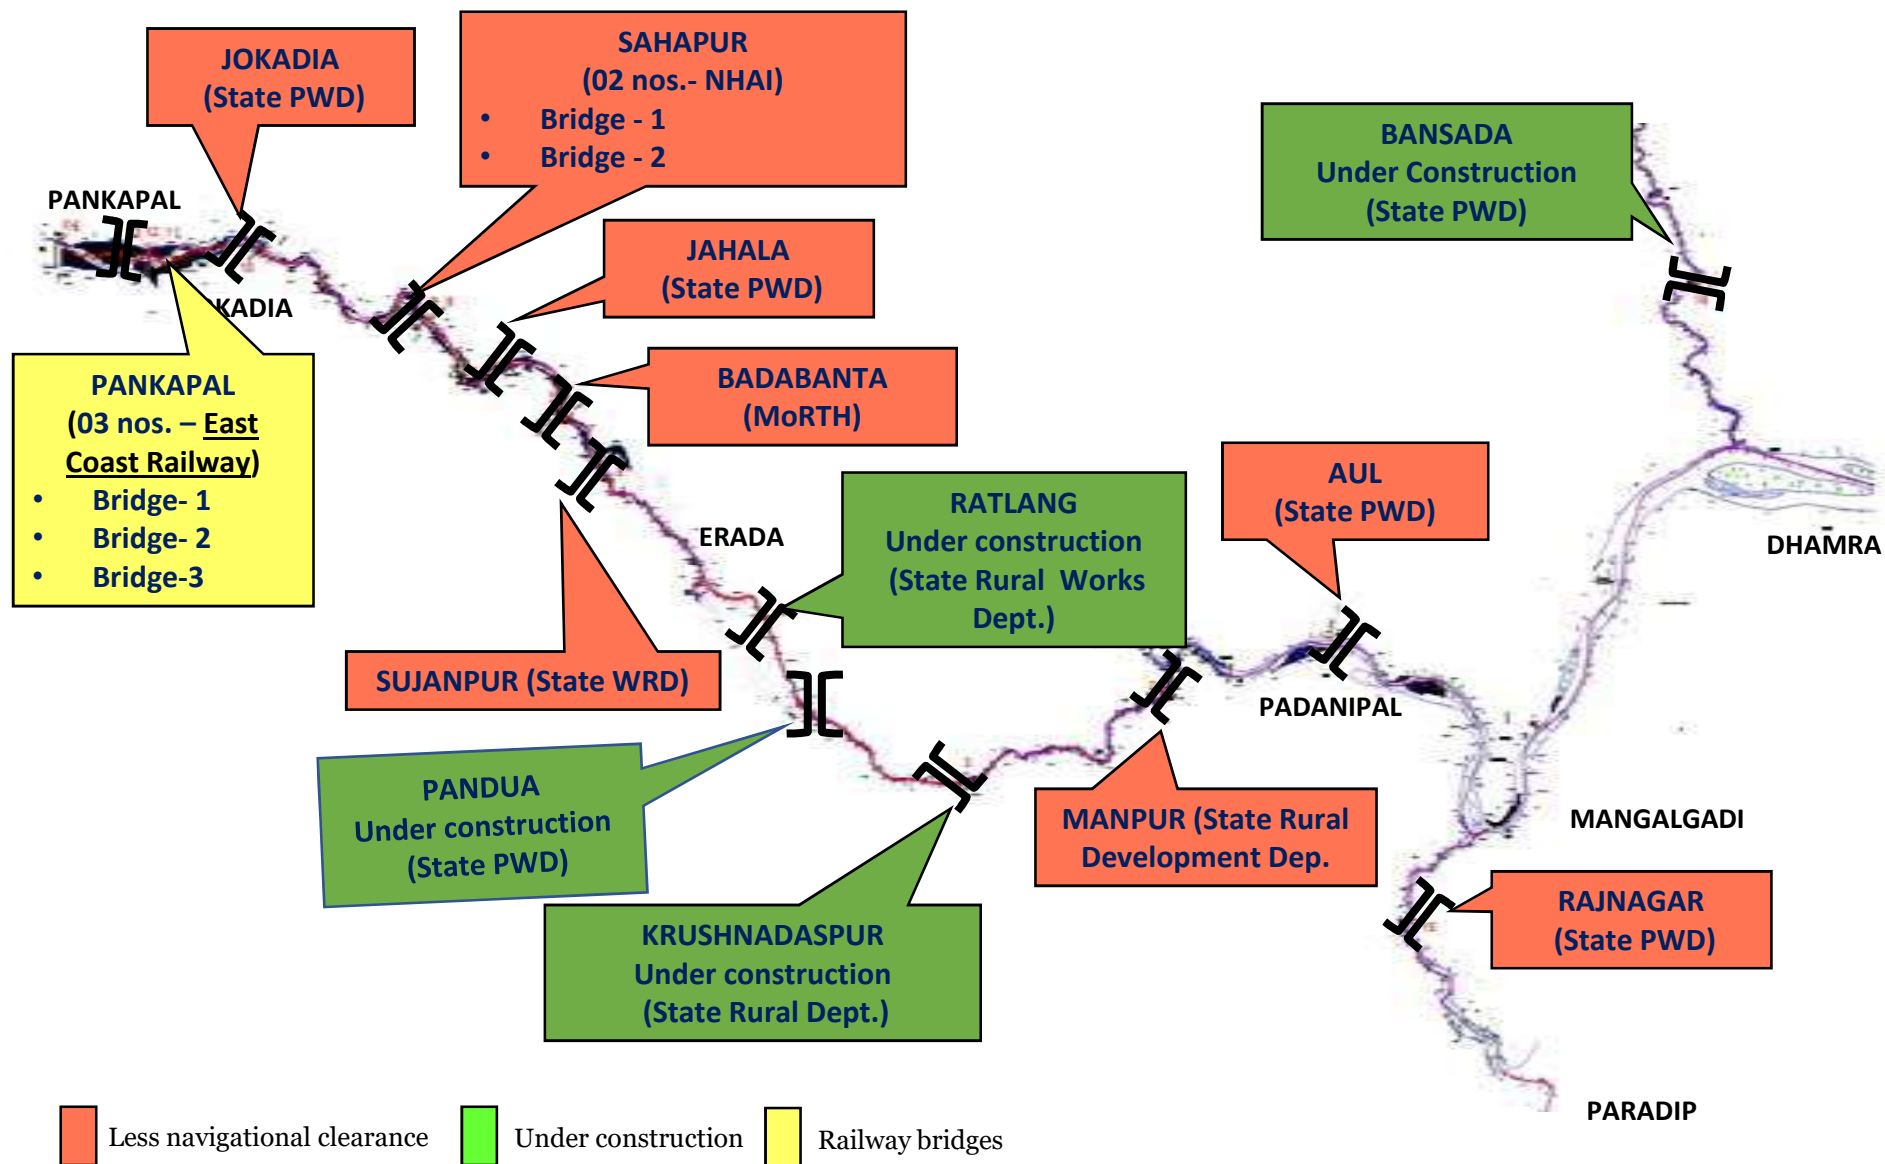 JOKADIA
(State PWD)
SAHAPUR
(02 nos.- NHAI)
• Bridge - 1
• Bridge - 2
BANSADA
Under Construction
(State PWD)
PANKAPAL
JAHALA
(State PWD)
KADIA
PANKAPAL
(03 nos. – East
Coast Railway)
• Bridge- 1
• Bridge- 2
• Bridge-3
BADABANTA
(MoRTH)
AUL
(State PWD)
RATLANG
Under construction
(State Rural Works
Dept.)
ERADA
DHAMRA
SUJANPUR (State WRD)
PADANIPAL
PANDUA
Under construction
(State PWD)
MANPUR (State Rural
Development Dep.
MANGALGADI
RAJNAGAR
(State PWD)
KRUSHNADASPUR
Under construction
(State Rural Dept.)
PARADIP
Less navigational clearance
Under construction
Railway bridges